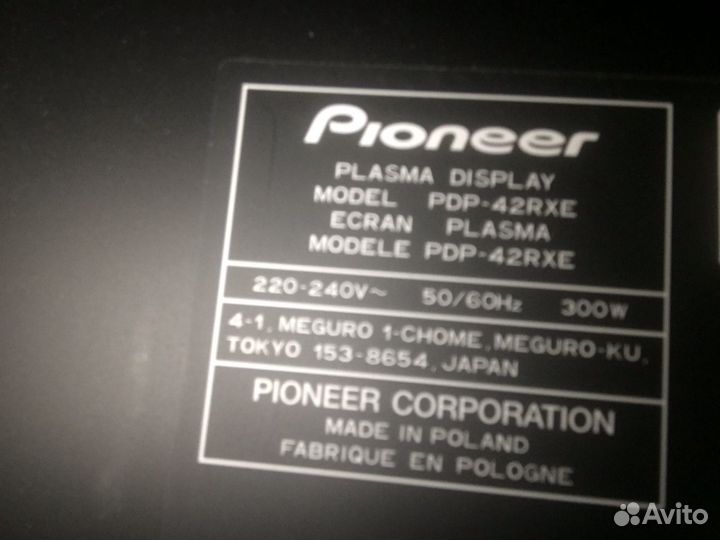 Pioneer
PLASMA DISPLAY
MODEL PDP-42RXE
ECRAN PLASMA
MODELE PDP-42RXE
220-240V~ 50/60Hz 300W
4-1, MEGURO 1-CHOME, MEGURO-KU,
TOKYO 153-8654, JAPAN
PIONEER CORPORATION
MADE IN POLAND
FABRIQUE EN POLOGNE
Avito